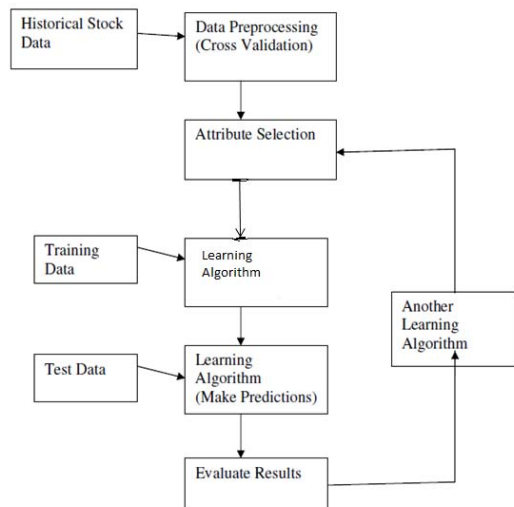 Historical Stock
Data
Data Preprocessing
(Cross Validation)
Attribute Selection
Training
Data
Learning
Algorithm
Another
Learning
Algorithm
Test Data
Learning
Algorithm
(Make Predictions)
Evaluate Results